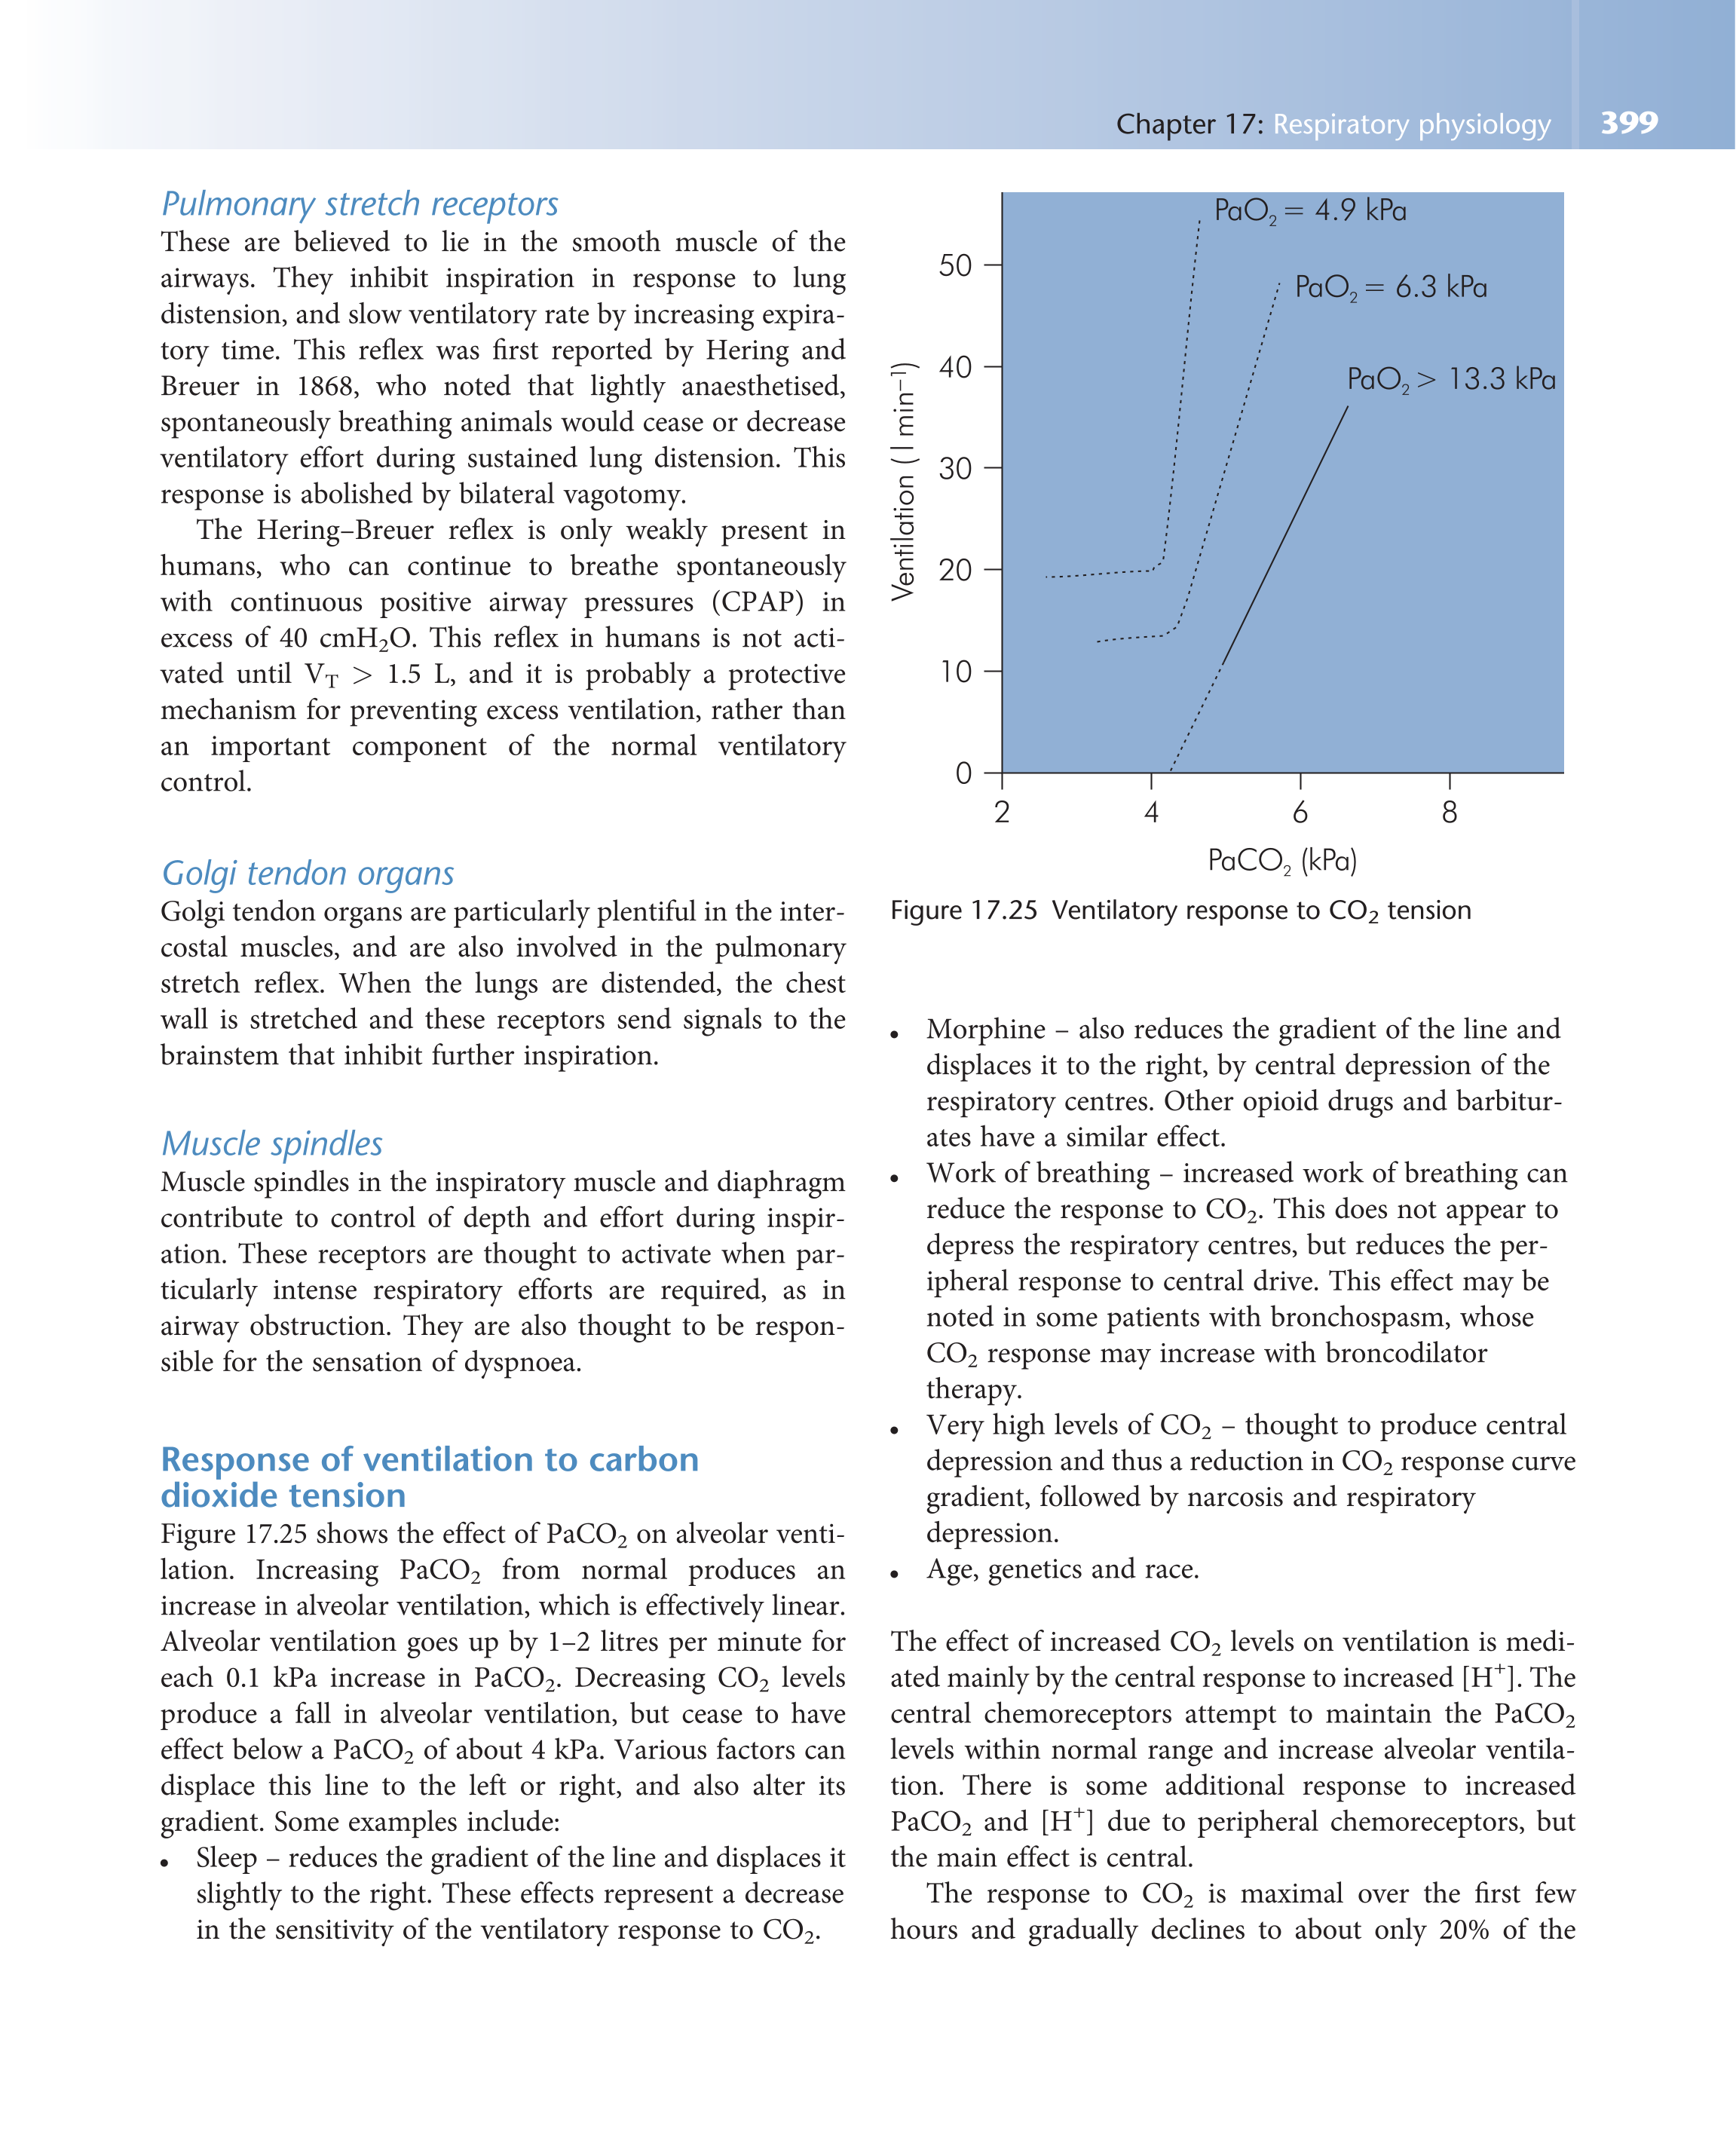 Chapter 17: Respiratory physiology 399
Pulmonary stretch receptors
These are believed to lie in the smooth muscle of the
airways. They inhibit inspiration in response to lung
distension, and slow ventilatory rate by increasing expira-
tory time. This reflex was first reported by Hering and
Breuer in 1868, who noted that lightly anaesthetised,
spontaneously breathing animals would cease or decrease
ventilatory effort during sustained lung distension. This
response is abolished by bilateral vagotomy.
The Hering–Breuer reflex is only weakly present in
humans, who can continue to breathe spontaneously
with continuous positive airway pressures (CPAP) in
excess of 40 cmH₂O. This reflex in humans is not acti-
vated until V_T > 1.5 L, and it is probably a protective
mechanism for preventing excess ventilation, rather than
an important component of the normal ventilatory
control.
Golgi tendon organs
Golgi tendon organs are particularly plentiful in the inter-
costal muscles, and are also involved in the pulmonary
stretch reflex. When the lungs are distended, the chest
wall is stretched and these receptors send signals to the
brainstem that inhibit further inspiration.
Muscle spindles
Muscle spindles in the inspiratory muscle and diaphragm
contribute to control of depth and effort during inspir-
ation. These receptors are thought to activate when par-
ticularly intense respiratory efforts are required, as in
airway obstruction. They are also thought to be respon-
sible for the sensation of dyspnoea.
Response of ventilation to carbon
dioxide tension
Figure 17.25 shows the effect of PaCO₂ on alveolar venti-
lation. Increasing PaCO₂ from normal produces an
increase in alveolar ventilation, which is effectively linear.
Alveolar ventilation goes up by 1–2 litres per minute for
each 0.1 kPa increase in PaCO₂. Decreasing CO₂ levels
produce a fall in alveolar ventilation, but cease to have
effect below a PaCO₂ of about 4 kPa. Various factors can
displace this line to the left or right, and also alter its
gradient. Some examples include:
• Sleep – reduces the gradient of the line and displaces it
slightly to the right. These effects represent a decrease
in the sensitivity of the ventilatory response to CO₂.
PaO₂ = 4.9 kPa
PaO₂ = 6.3 kPa
PaO₂ > 13.3 kPa
Ventilation (l min⁻¹)
50
40
30
20
10
0
2 4 6 8
PaCO₂ (kPa)
Figure 17.25 Ventilatory response to CO₂ tension
• Morphine – also reduces the gradient of the line and
displaces it to the right, by central depression of the
respiratory centres. Other opioid drugs and barbitur-
ates have a similar effect.
• Work of breathing – increased work of breathing can
reduce the response to CO₂. This does not appear to
depress the respiratory centres, but reduces the per-
ipheral response to central drive. This effect may be
noted in some patients with bronchospasm, whose
CO₂ response may increase with broncodilator
therapy.
• Very high levels of CO₂ – thought to produce central
depression and thus a reduction in CO₂ response curve
gradient, followed by narcosis and respiratory
depression.
• Age, genetics and race.
The effect of increased CO₂ levels on ventilation is medi-
ated mainly by the central response to increased [H⁺]. The
central chemoreceptors attempt to maintain the PaCO₂
levels within normal range and increase alveolar ventila-
tion. There is some additional response to increased
PaCO₂ and [H⁺] due to peripheral chemoreceptors, but
the main effect is central.
The response to CO₂ is maximal over the first few
hours and gradually declines to about only 20% of the